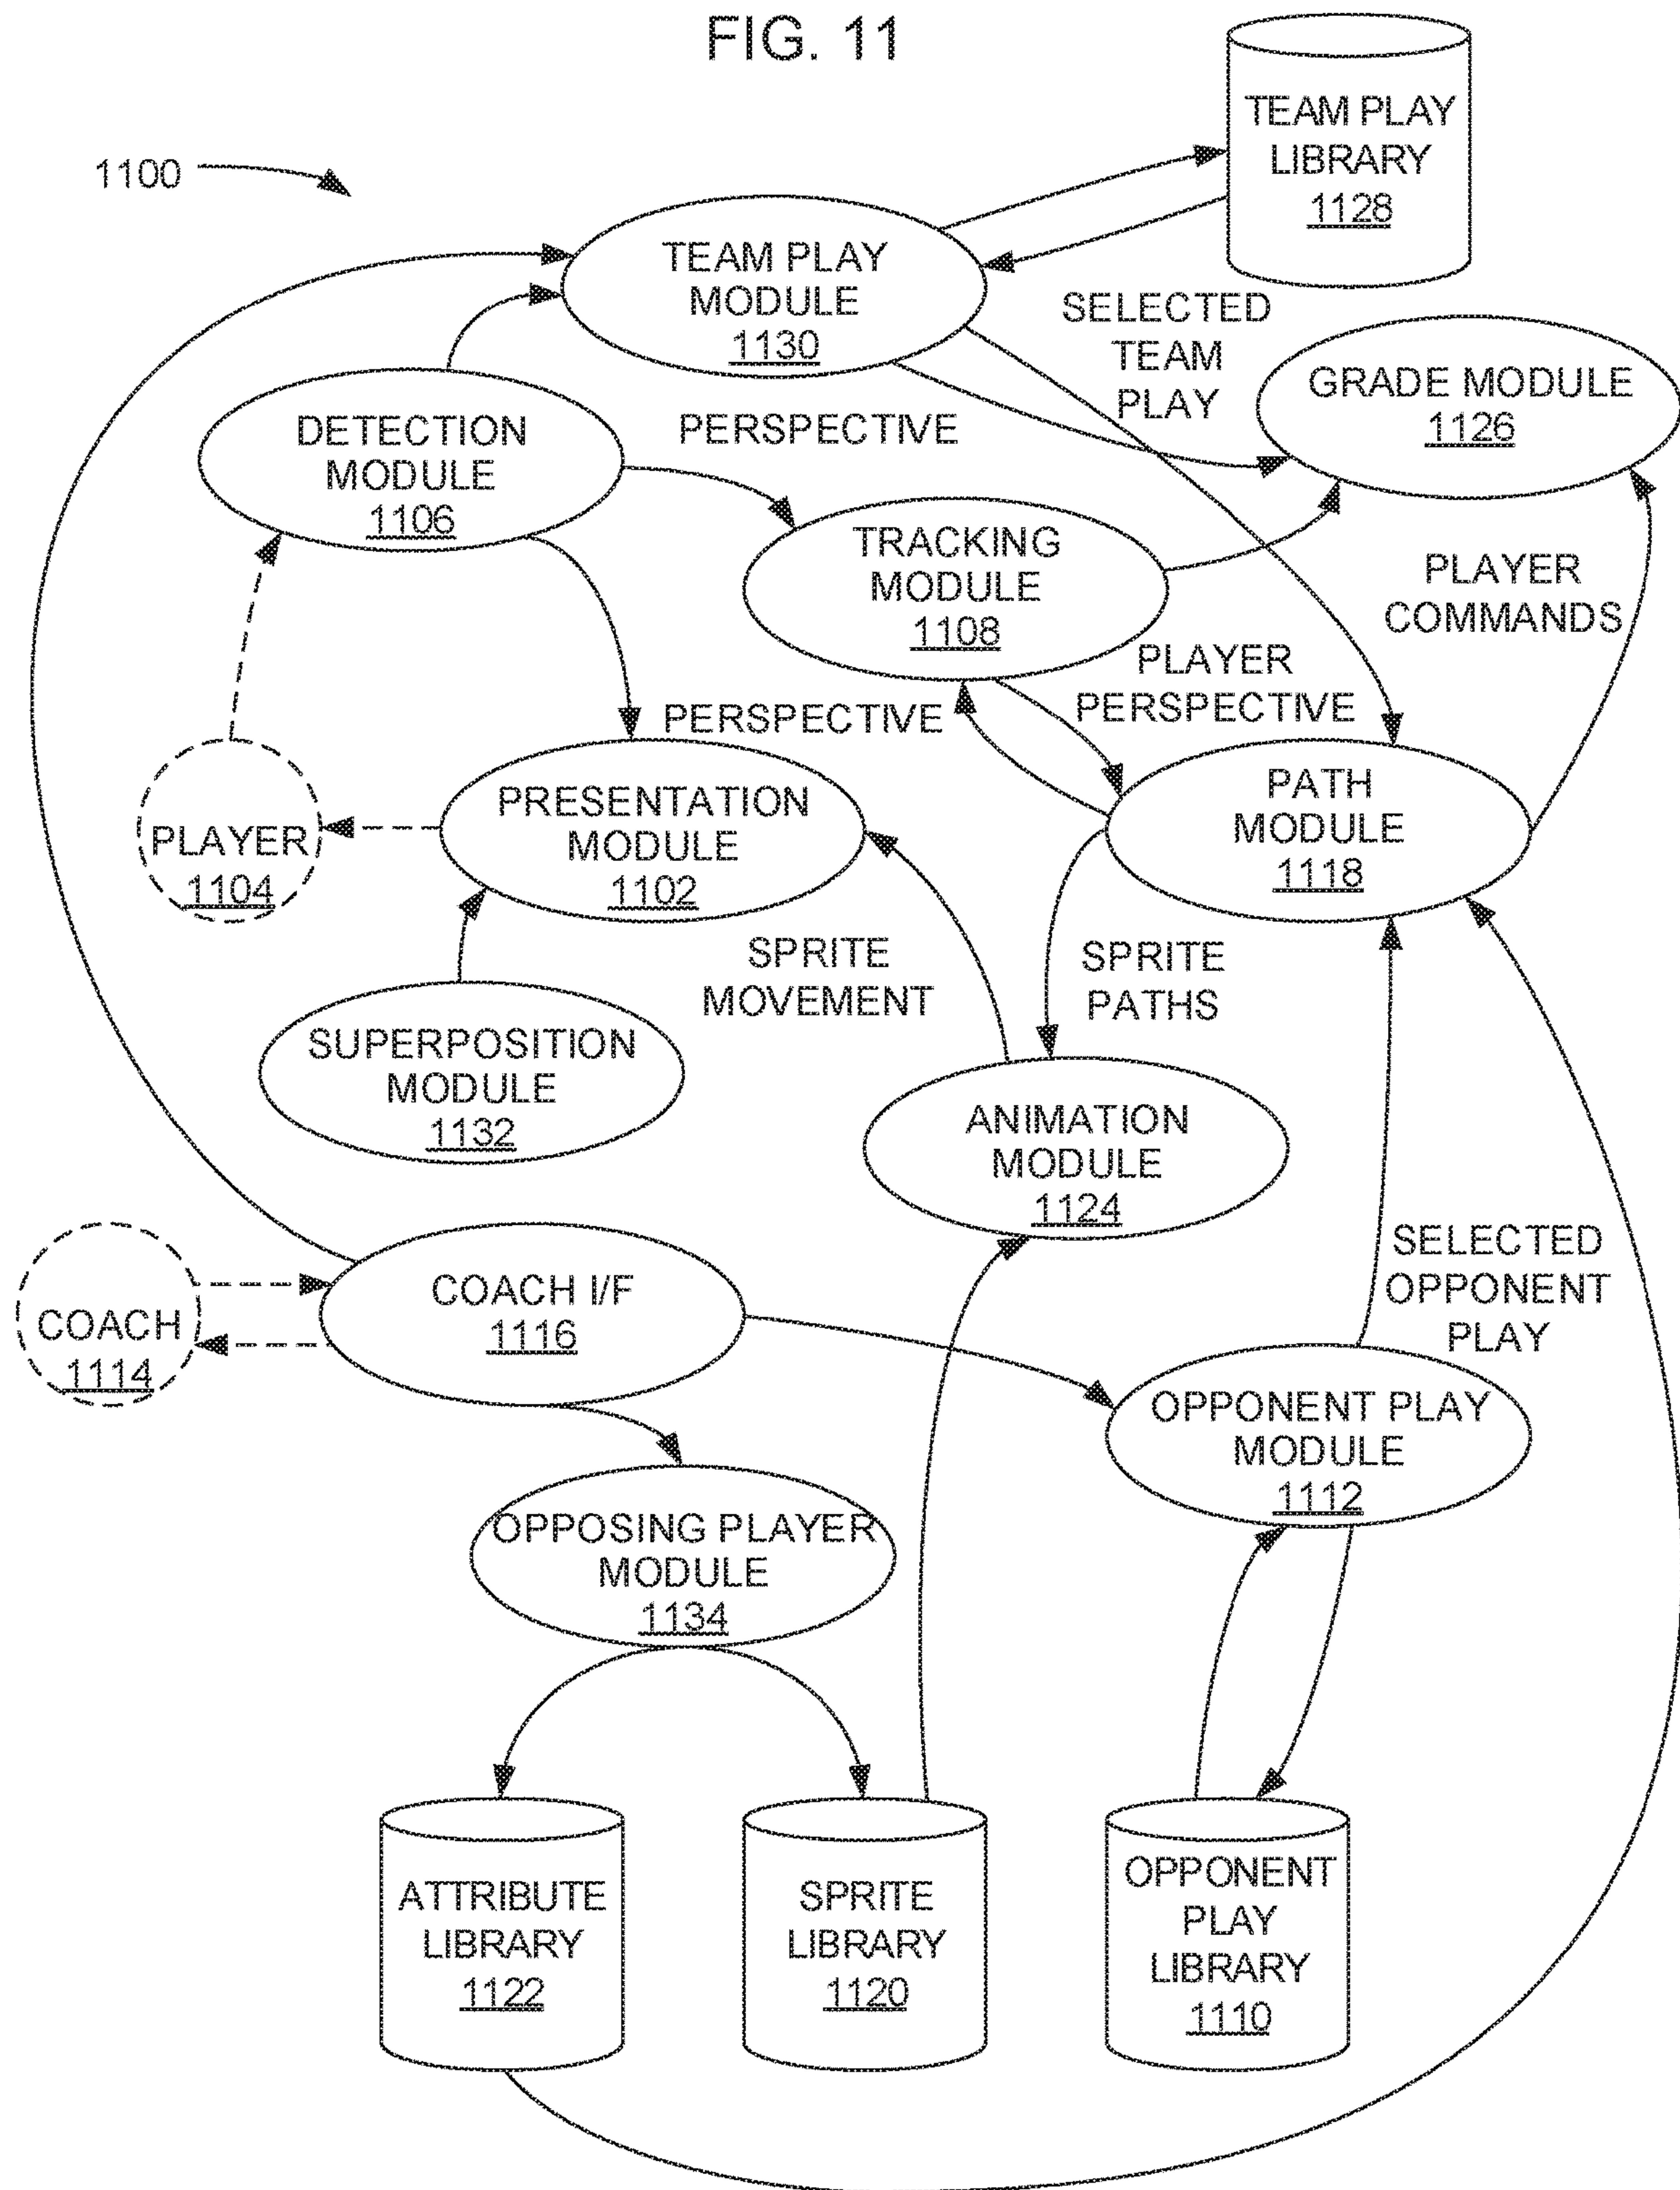 FIG. 11
1100
TEAM PLAY
LIBRARY
1128
TEAM PLAY
MODULE
1130
SELECTED
TEAM
PLAY
GRADE MODULE
1126
DETECTION
MODULE
1106
PERSPECTIVE
TRACKING
MODULE
1108
PLAYER
COMMANDS
PLAYER
PERSPECTIVE
PERSPECTIVE
PLAYER
1104
PRESENTATION
MODULE
1102
PATH
MODULE
1118
SPRITE
MOVEMENT
SPRITE
PATHS
SUPERPOSITION
MODULE
1132
ANIMATION
MODULE
1124
COACH
1114
COACH I/F
1116
SELECTED
OPPONENT
PLAY
OPPONENT PLAY
MODULE
1112
OPPOSING PLAYER
MODULE
1134
ATTRIBUTE
LIBRARY
1122
SPRITE
LIBRARY
1120
OPPONENT
PLAY
LIBRARY
1110